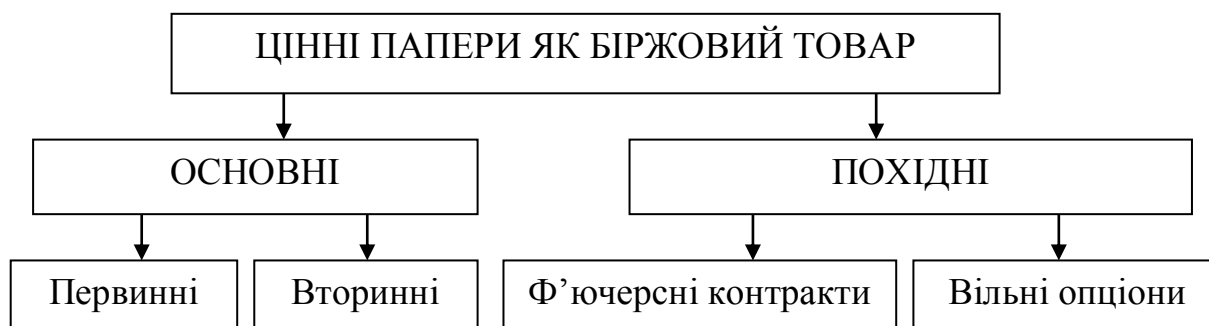 ЦІННІ ПАПЕРИ ЯК БІРЖОВИЙ ТОВАР
ОСНОВНІ
ПОХІДНІ
Первинні
Вторинні
Ф’ючерсні контракти
Вільні опціони